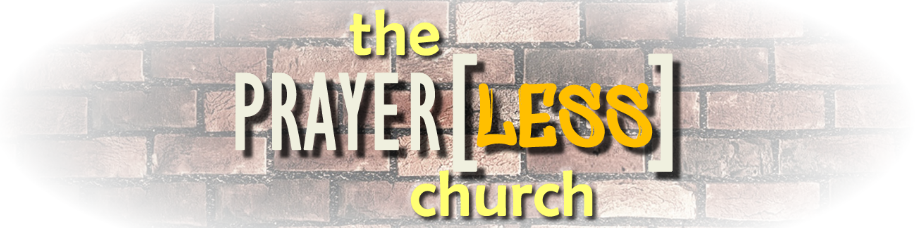 the
PRAYER[LESS]
church